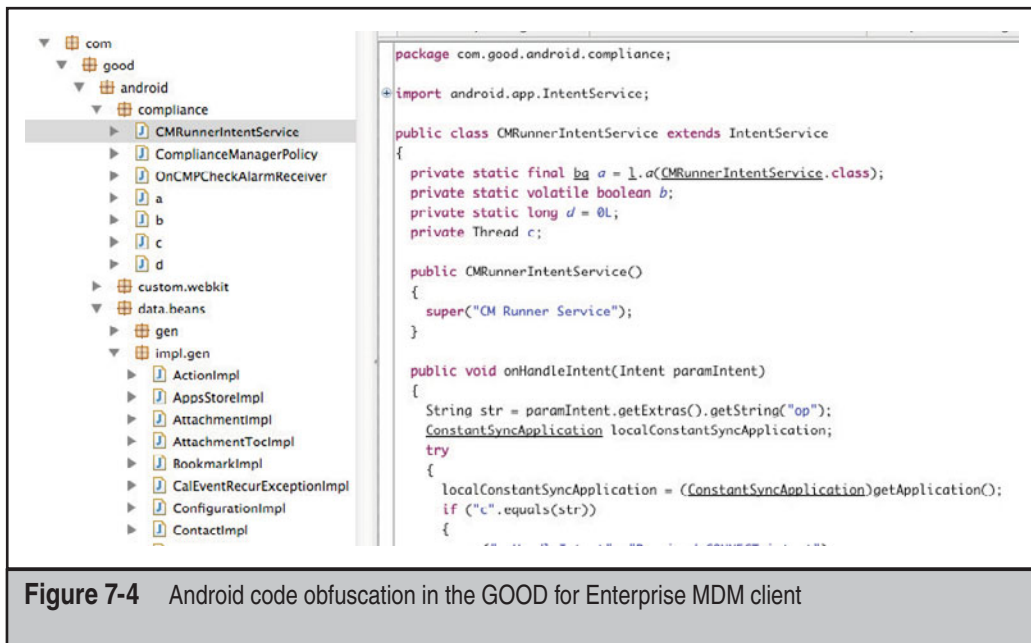 com
good
android
compliance
CMRunnerIntentService
ComplianceManagerPolicy
OnCMPCheckAlarmReceiver
a
b
c
d
custom.webkit
data.beans
gen
impl.gen
ActionImpl
AppsStoreImpl
AttachmentImpl
AttachmentTocImpl
BookmarkImpl
CalEventRecurExceptionImpl
ConfigurationImpl
ContactImpl
package com.good.android.compliance;
import android.app.IntentService;
public class CMRunnerIntentService extends IntentService
{
private static final bq a = l.a(CMRunnerIntentService.class);
private static volatile boolean b;
private static long d = 0L;
private Thread c;
public CMRunnerIntentService()
{
super("CM Runner Service");
}
public void onHandleIntent(Intent paramIntent)
{
String str = paramIntent.getExtras().getString("op");
ConstantSyncApplication localConstantSyncApplication;
try
{
localConstantSyncApplication = (ConstantSyncApplication)getApplication();
if ("c".equals(str))
{
Figure 7-4 Android code obfuscation in the GOOD for Enterprise MDM client